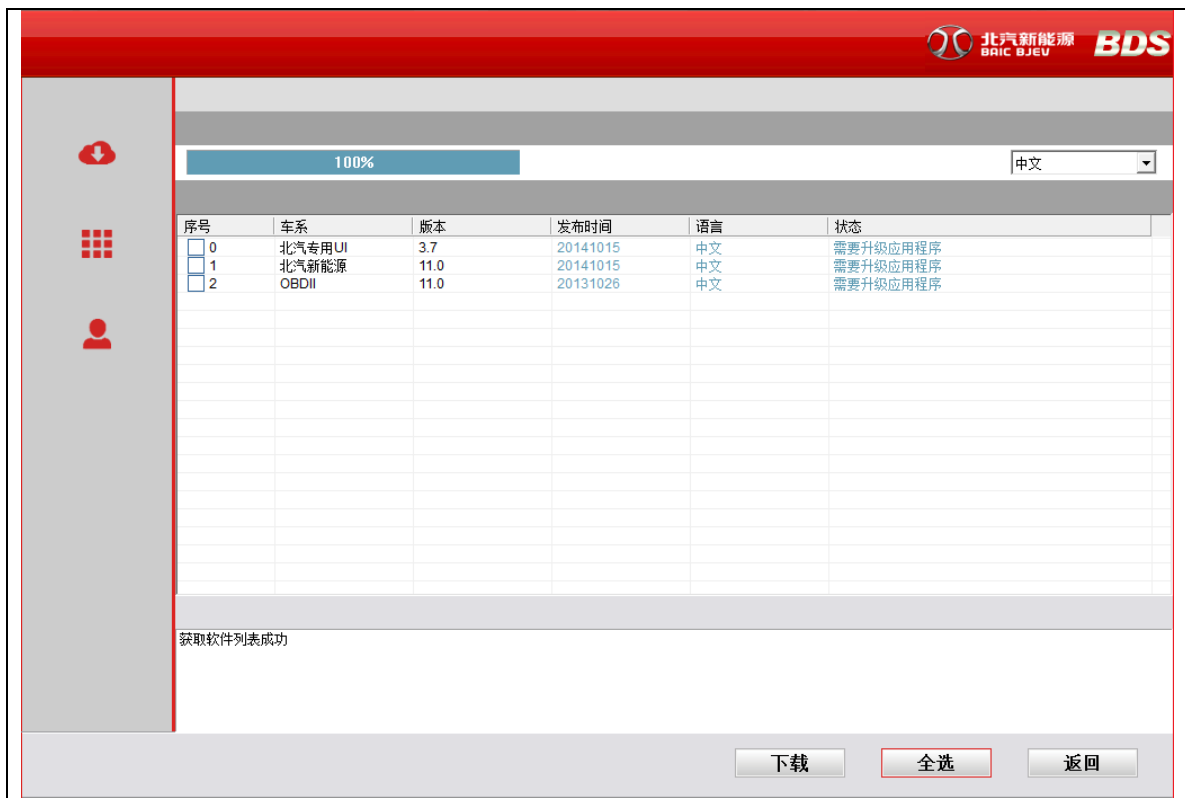 北汽新能源 BDS
BAIC BJEV
100% 中文
序号 车系 版本 发布时间 语言 状态
0 北汽专用UI 3.7 20141015 中文 需要升级应用程序
1 北汽新能源 11.0 20141015 中文 需要升级应用程序
2 OBDII 11.0 20131026 中文 需要升级应用程序
获取软件列表成功
下载 全选 返回